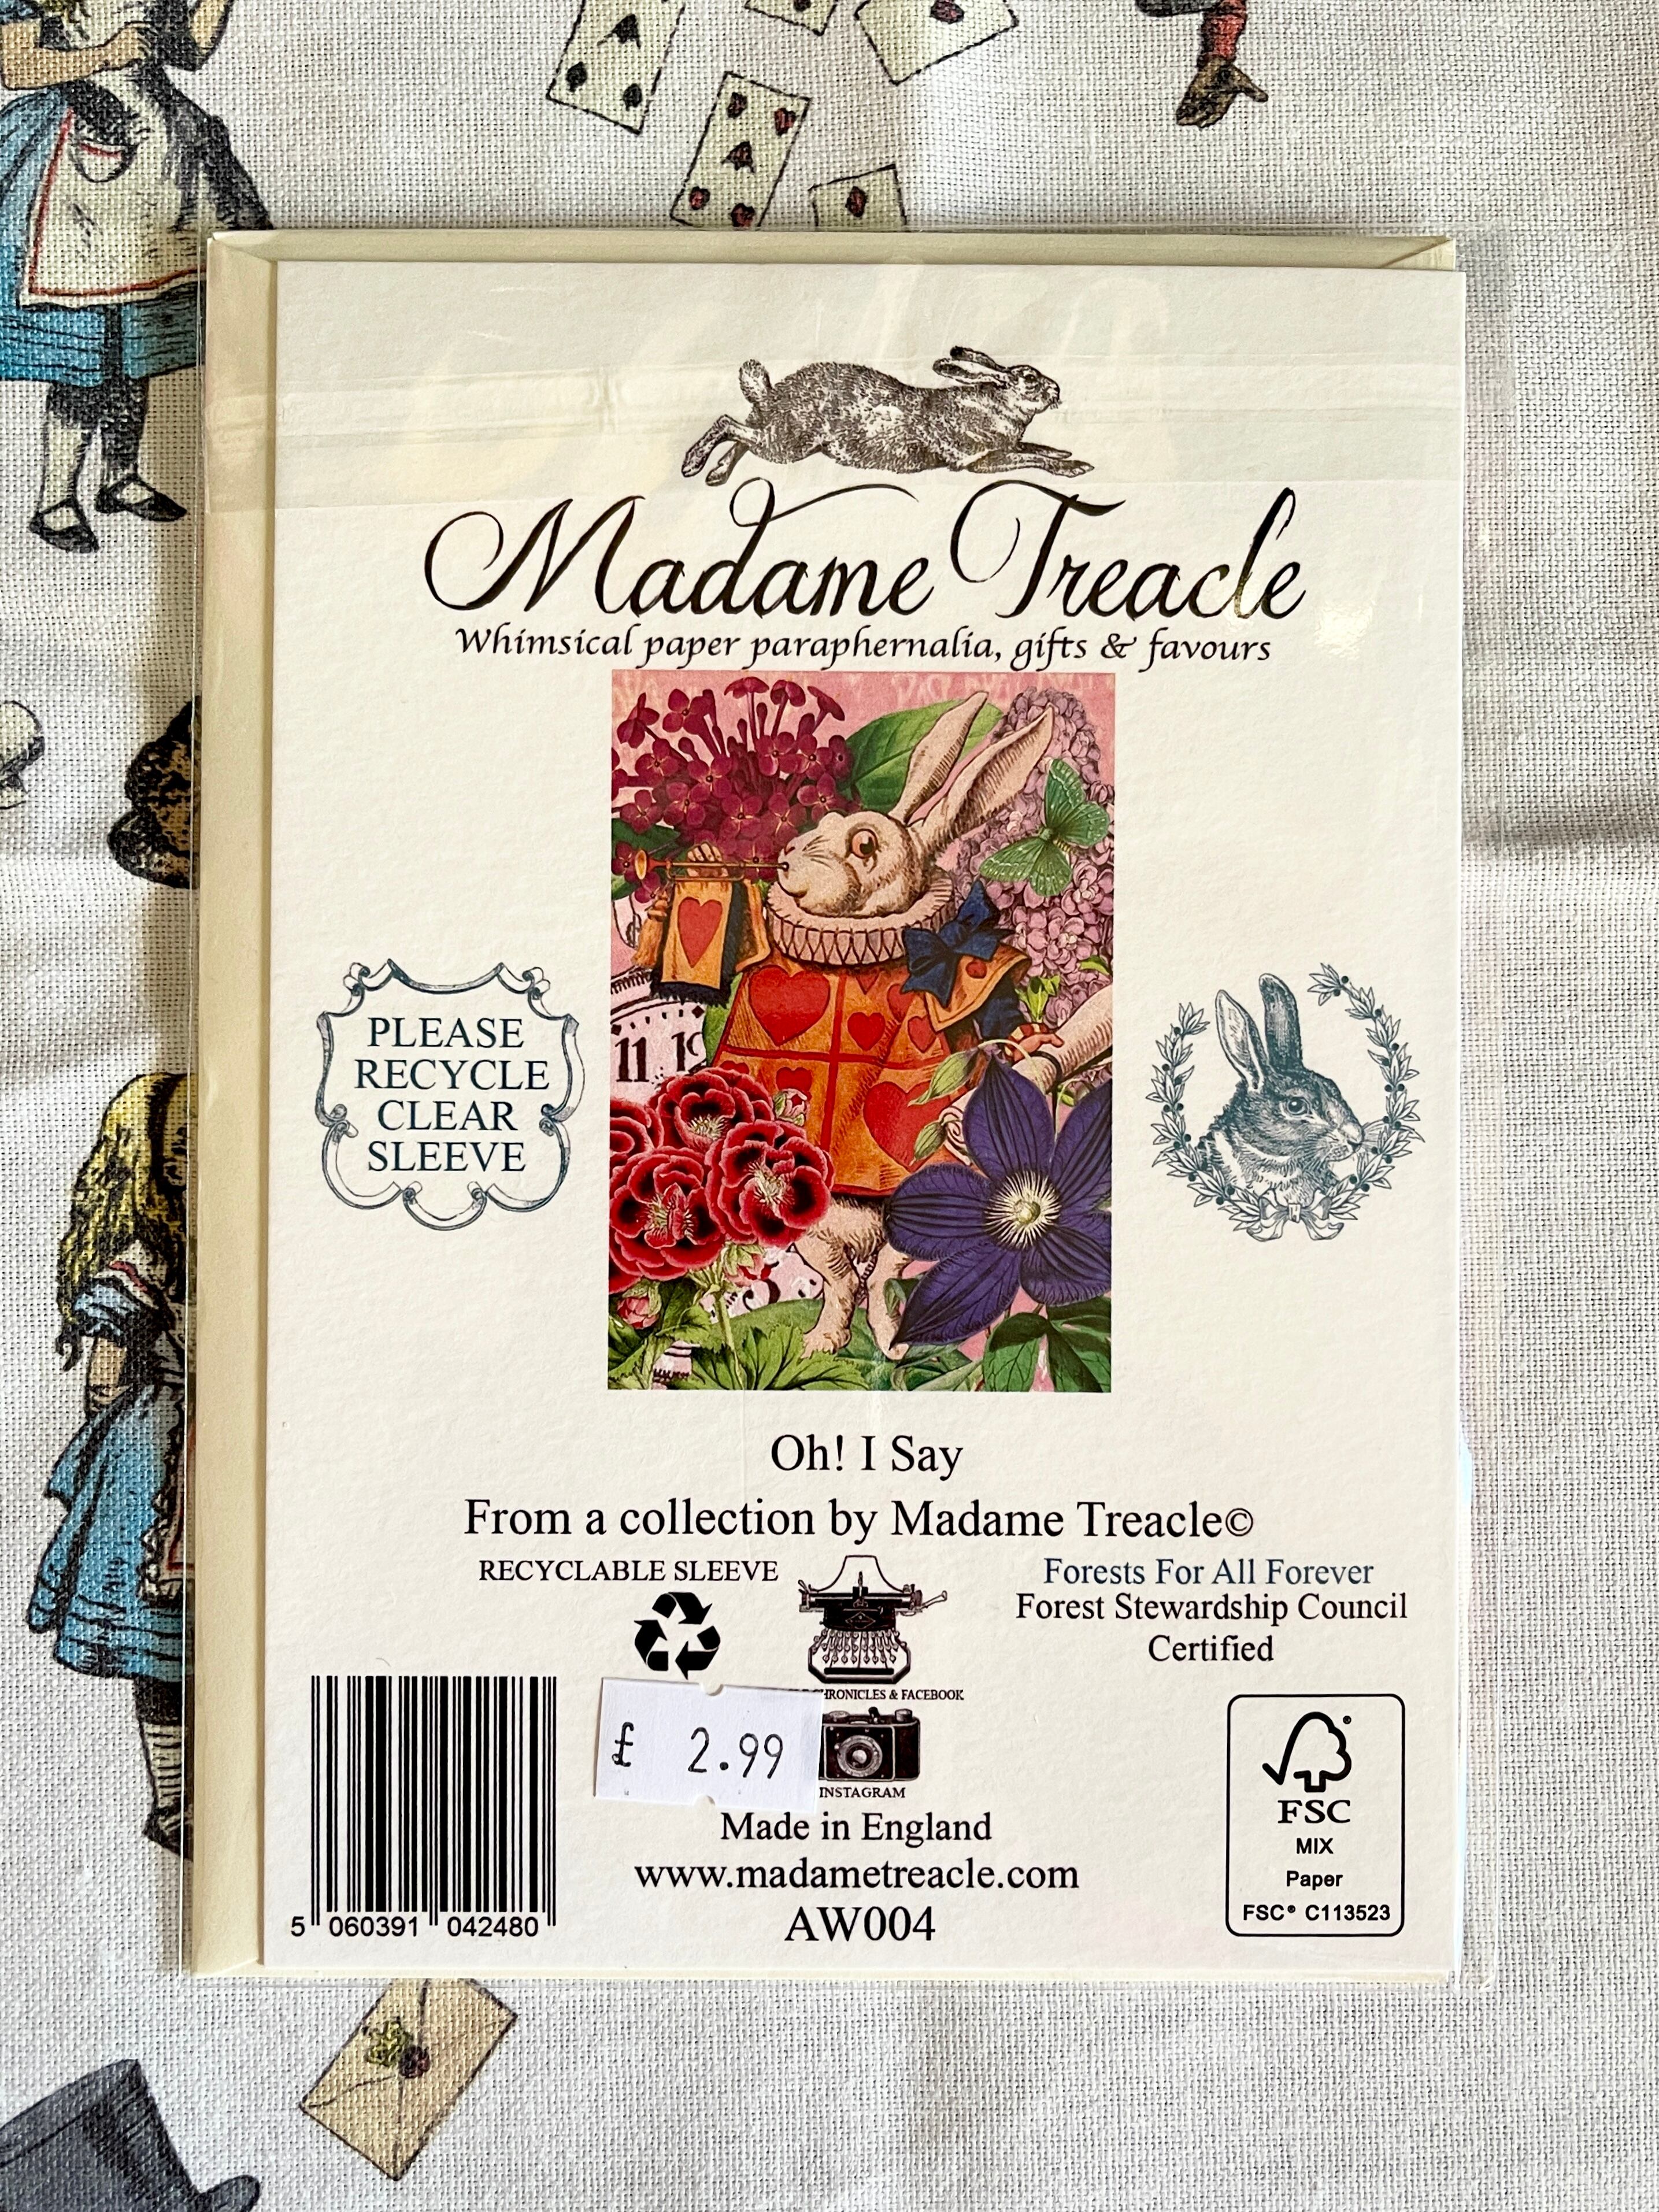 Madame Treacle
Whimsical paper paraphernalia, gifts & favours
PLEASE
RECYCLE
CLEAR
SLEEVE
11
Oh! I Say
From a collection by Madame Treacle©
RECYCLABLE SLEEVE
Forests For All Forever
Forest Stewardship Council
Certified
& FACEBOOK
£ 2.99
INSTAGRAM
Made in England
www.madametreacle.com
AW004
5 060391 042480
FSC
MIX
Paper
FSC® C113523